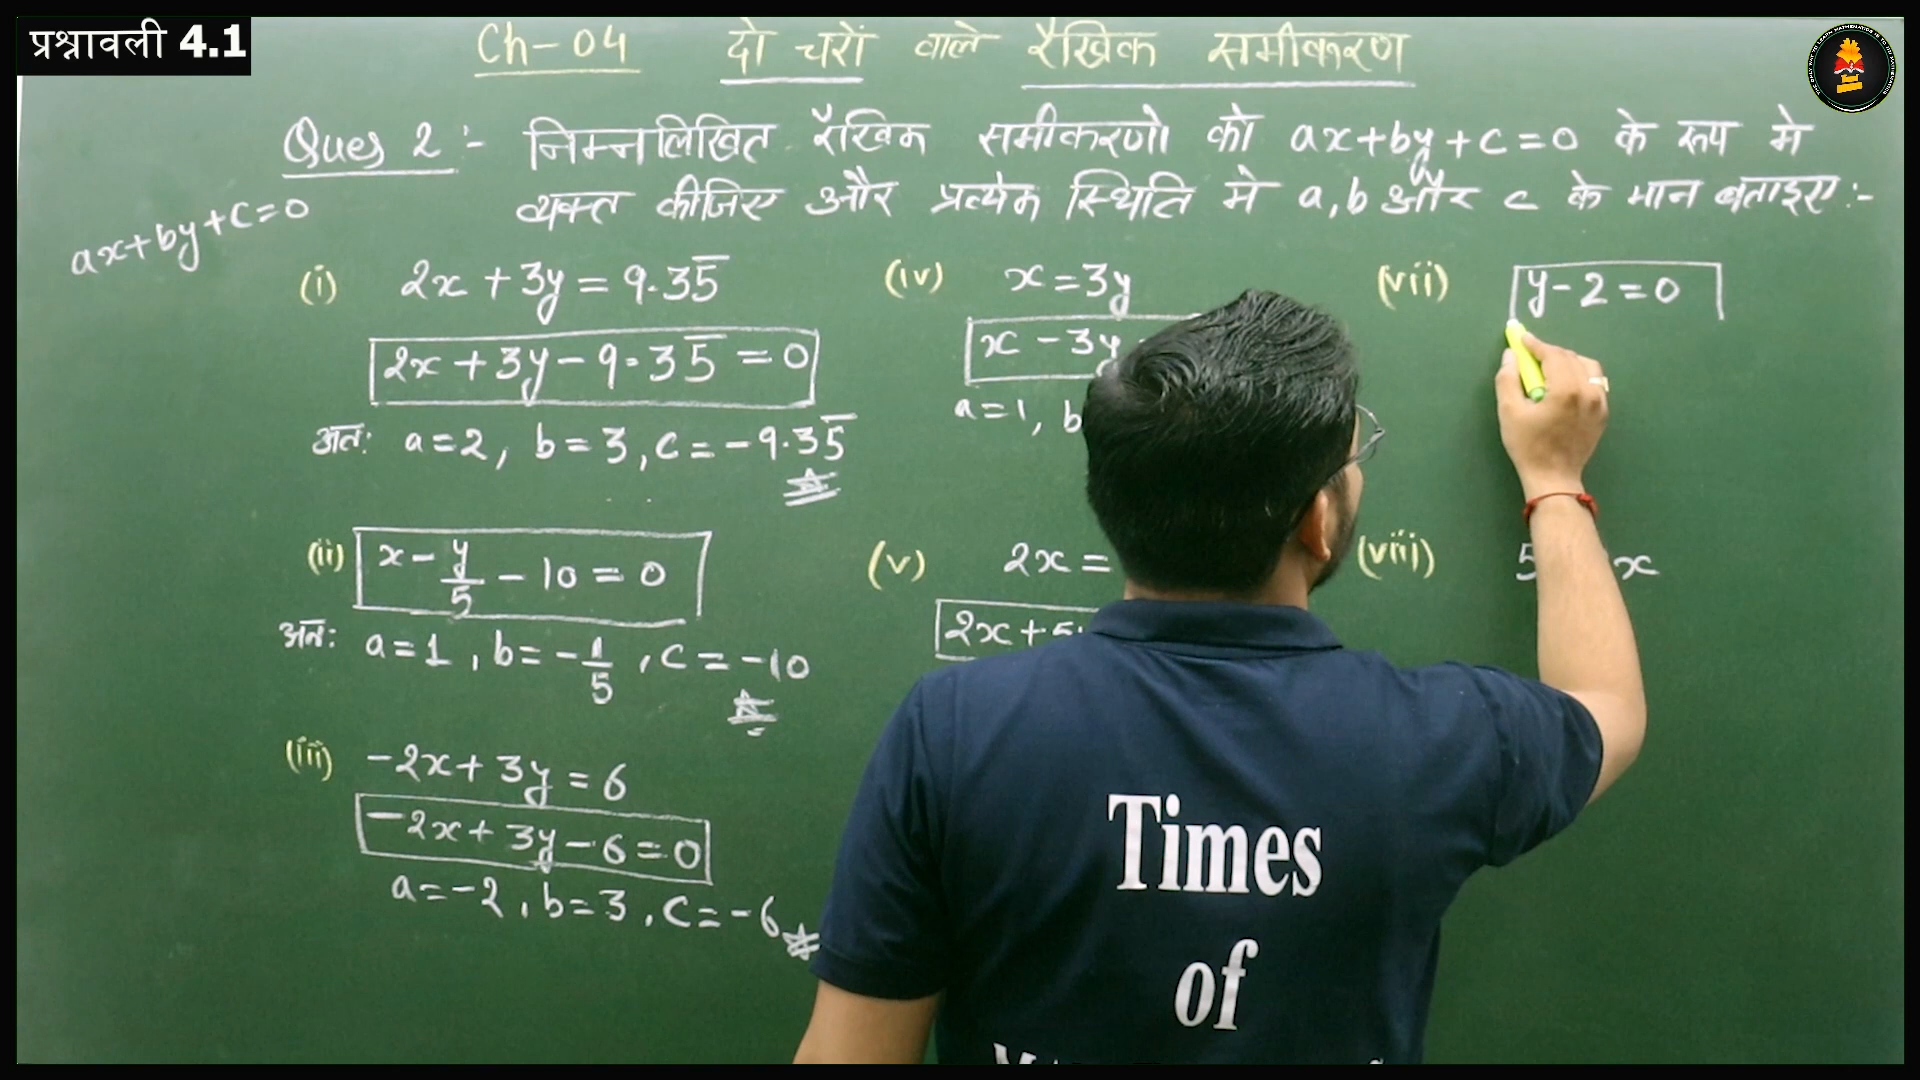 प्रश्नावली 4.1
Ch-04 दो चरों वाले रैखिक समीकरण
Ques 2:- निम्नलिखित रैखिक समीकरणो को ax+by+c=0 के रूप मे
व्यक्त कीजिए और प्रत्येक स्थिति मे a,b और c के मान बताइए:-
ax+by+c=0
(i) 2x+3y=9.35̅
2x+3y-9.35̅=0
अतः a=2, b=3, c=-9.35̅
(ii) x-y/5-10=0
अतः a=1, b=-1/5, c=-10
(iii) -2x+3y=6
-2x+3y-6=0
a=-2, b=3, c=-6
(iv) x=3y
x-3y
a=1, b
(v) 2x=
2x+5
(vii) y-2=0
(viii) 5 x
Times
of